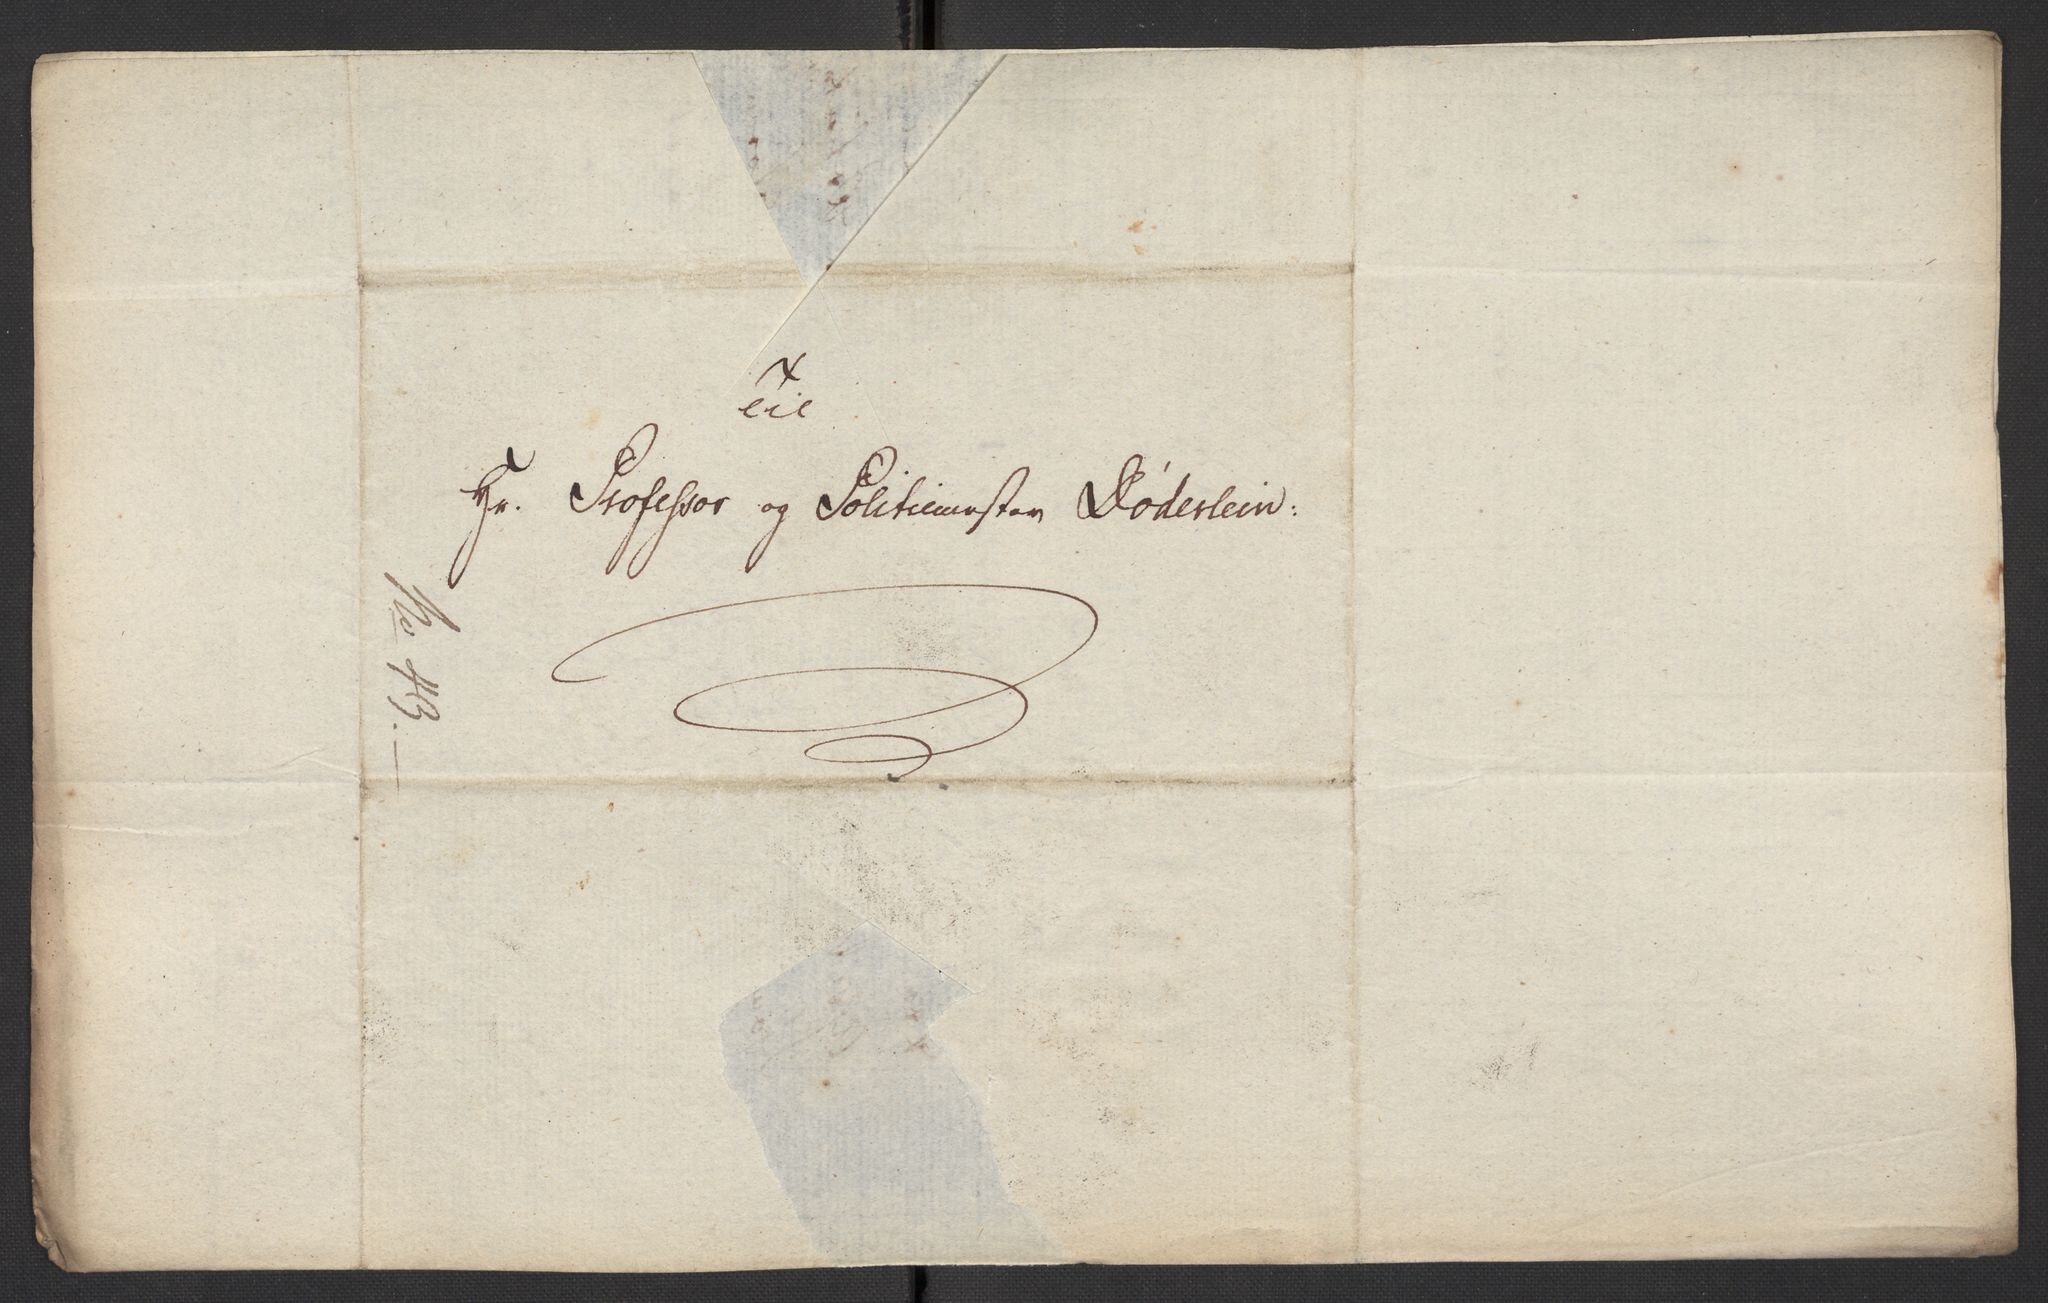 Til
Hr. Professor og Politiemester Døderlein:
No 43.—